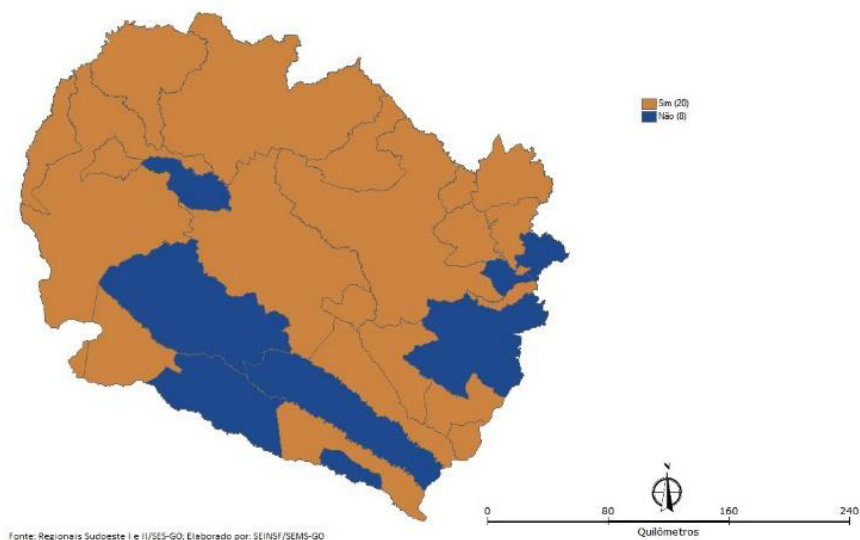 Sim (20)
Não (8)
N
0 80 160 240
Quilômetros
Fonte: Regionais Sudoeste I e II/SES-GO; Elaborado por: SEINSF/SEMS-GO